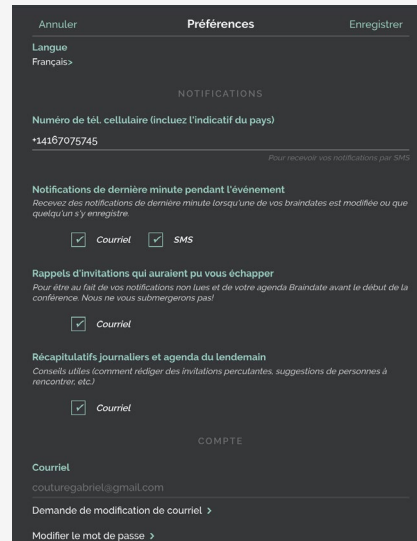 Annuler Préférences Enregistrer
Langue
Français>
NOTIFICATIONS
Numéro de tél. cellulaire (incluez l'indicatif du pays)
+14167075745
Pour recevoir vos notifications par SMS
Notifications de dernière minute pendant l'événement
Recevez des notifications de dernière minute lorsqu'une de vos braindates est modifiée ou que
quelqu'un s'y enregistre.
Courriel SMS
Rappels d'invitations qui auraient pu vous échapper
Pour être au fait de vos notifications non lues et de votre agenda Braindate avant le début de la
conférence. Nous ne vous submergerons pas!
Courriel
Récapitulatifs journaliers et agenda du lendemain
Conseils utiles (comment rédiger des invitations percutantes, suggestions de personnes à
rencontrer, etc.)
Courriel
COMPTE
Courriel
couturegabriel@gmail.com
Demande de modification de courriel >
Modifier le mot de passe >